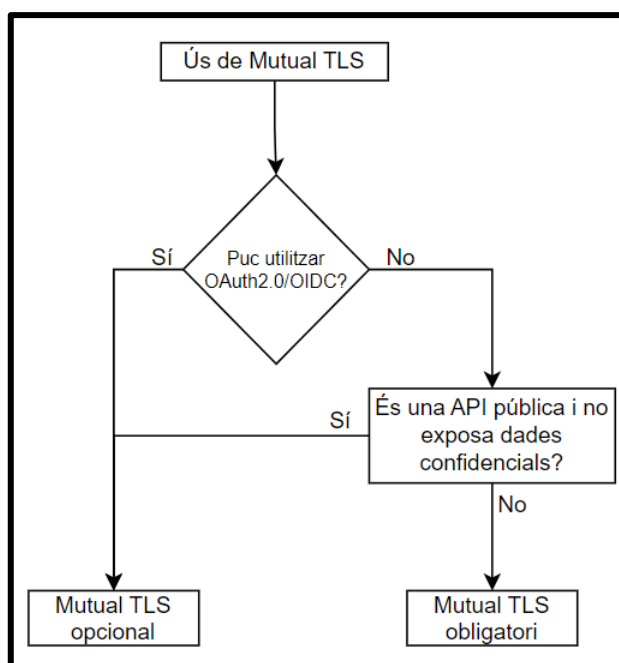 Ús de Mutual TLS
Puc utilitzar
OAuth2.0/OIDC?
Sí
No
És una API pública i no
exposa dades
confidencials?
Sí
No
Mutual TLS
opcional
Mutual TLS
obligatori